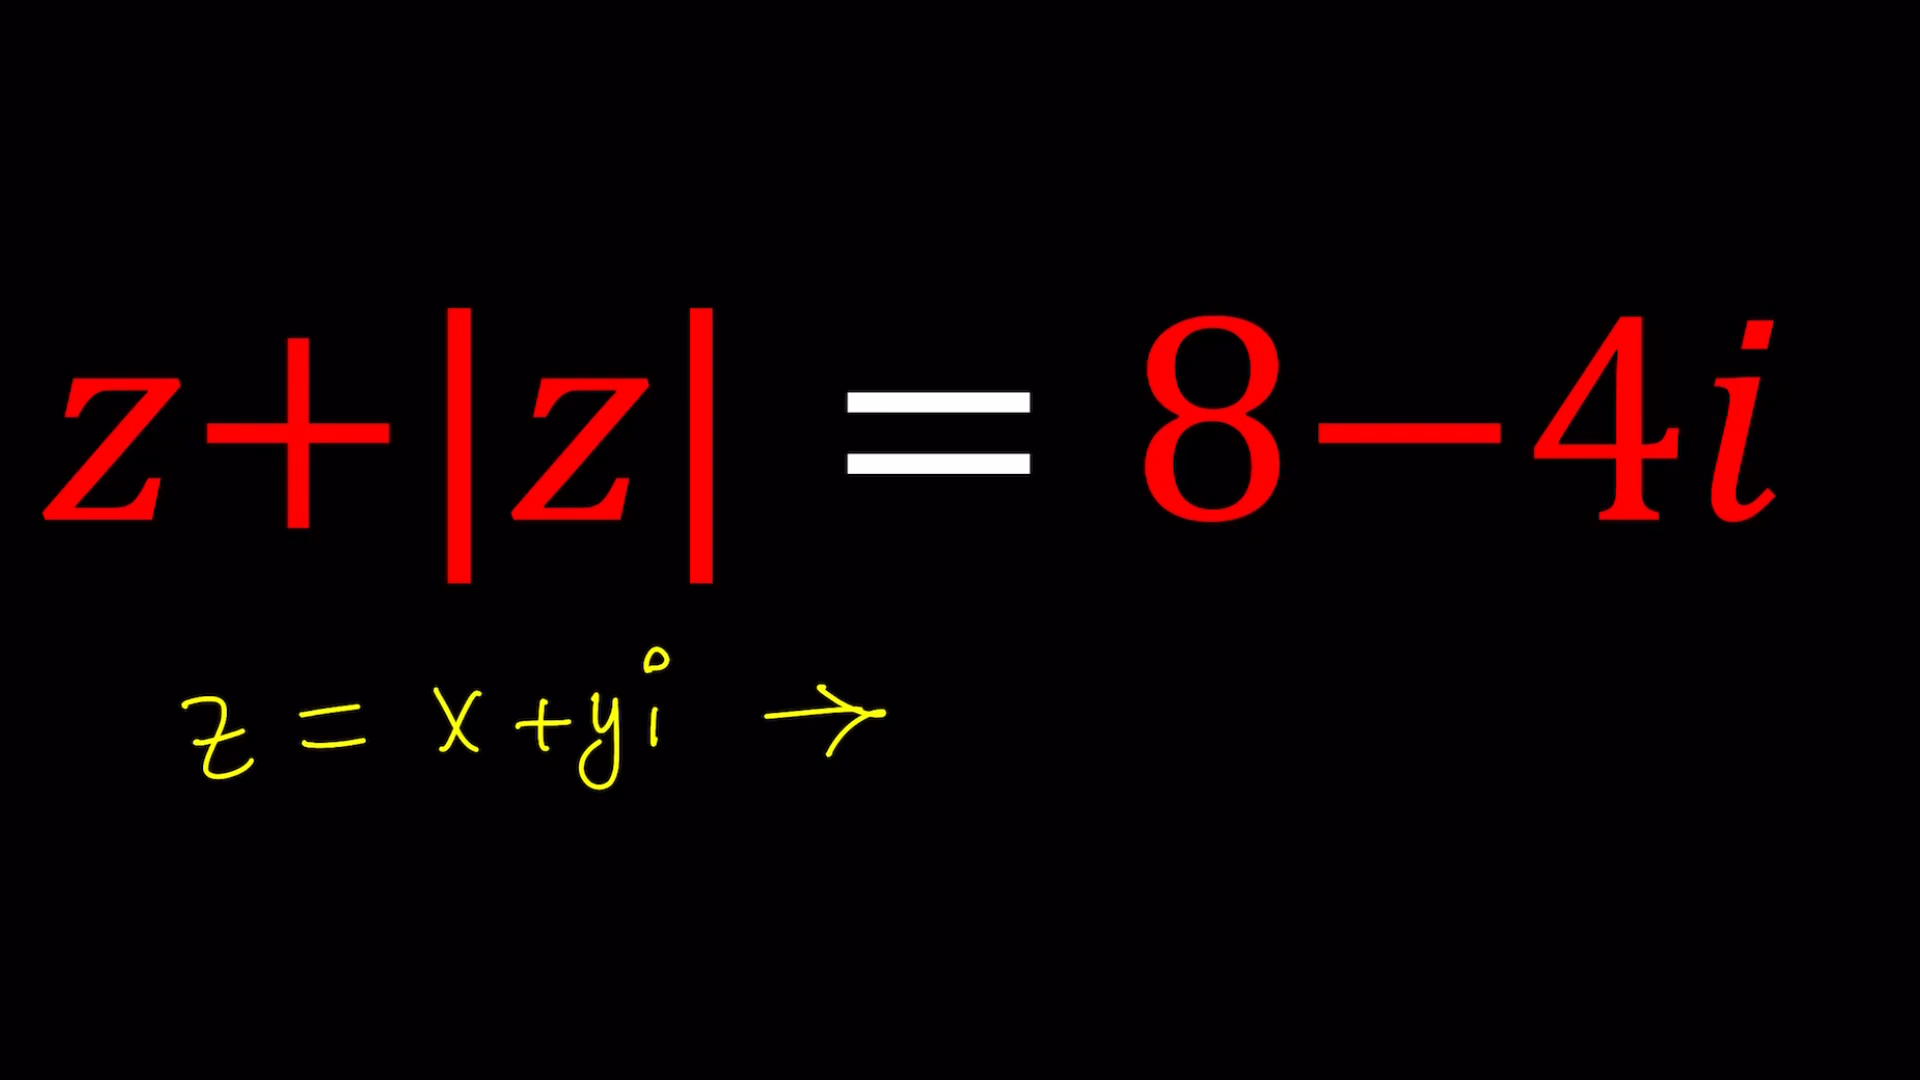 z+|z| = 8−4i
z = x+yi →